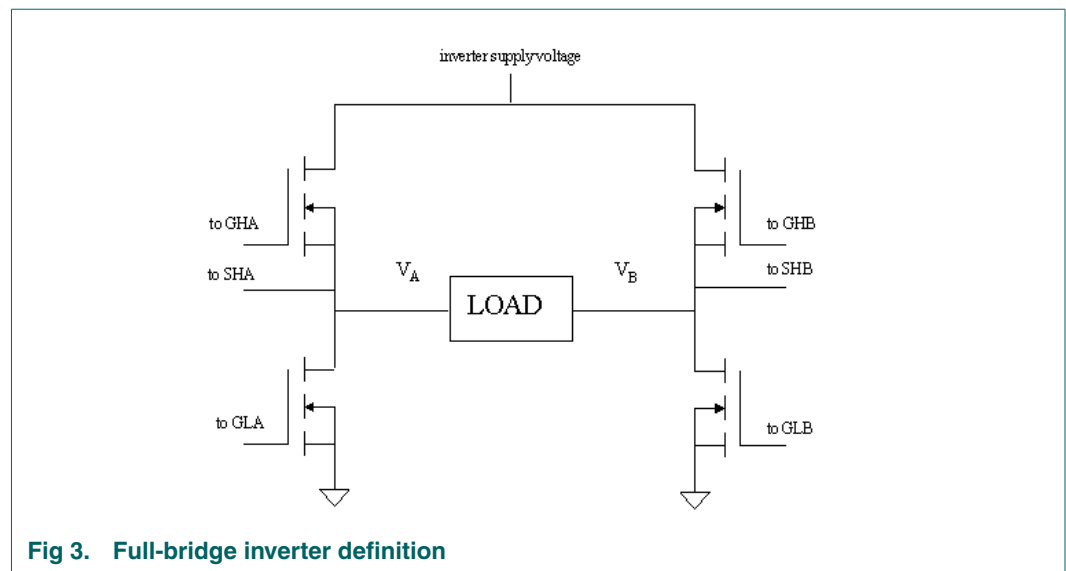 inverter supply voltage
to GHA
to GHB
to SHA
V_A
V_B
to SHB
LOAD
to GLA
to GLB
Fig 3. Full-bridge inverter definition